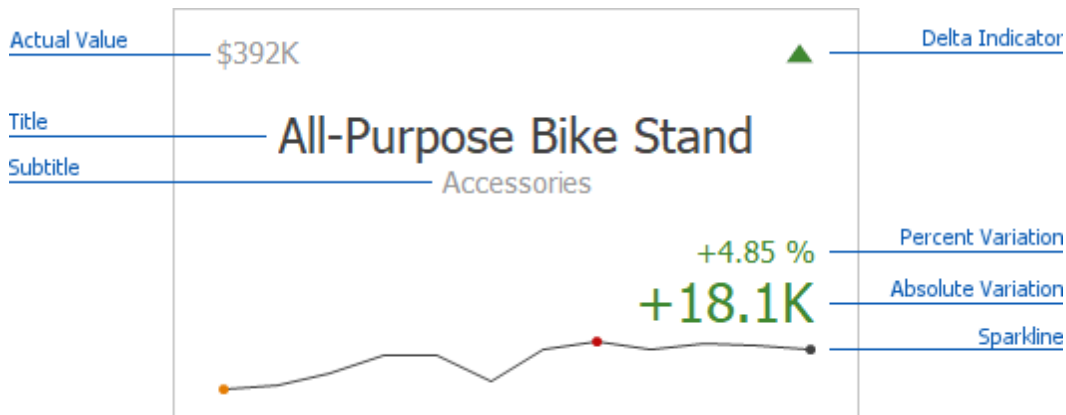 Actual Value
$392K
Delta Indicator
Title
All-Purpose Bike Stand
Subtitle
Accessories
+4.85 %
Percent Variation
+18.1K
Absolute Variation
Sparkline